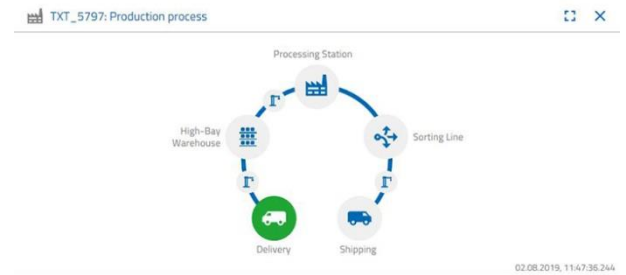 TXT_5797: Production process
Processing Station
High-Bay
Warehouse
Sorting Line
Delivery
Shipping
02.08.2019, 11:47:36.244